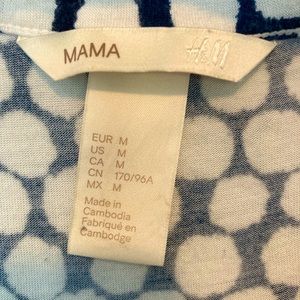 MAMA
H&M
EUR M
US M
CA M
CN 170/96A
MX M
Made in
Cambodia
Fabriqué en
Cambodge